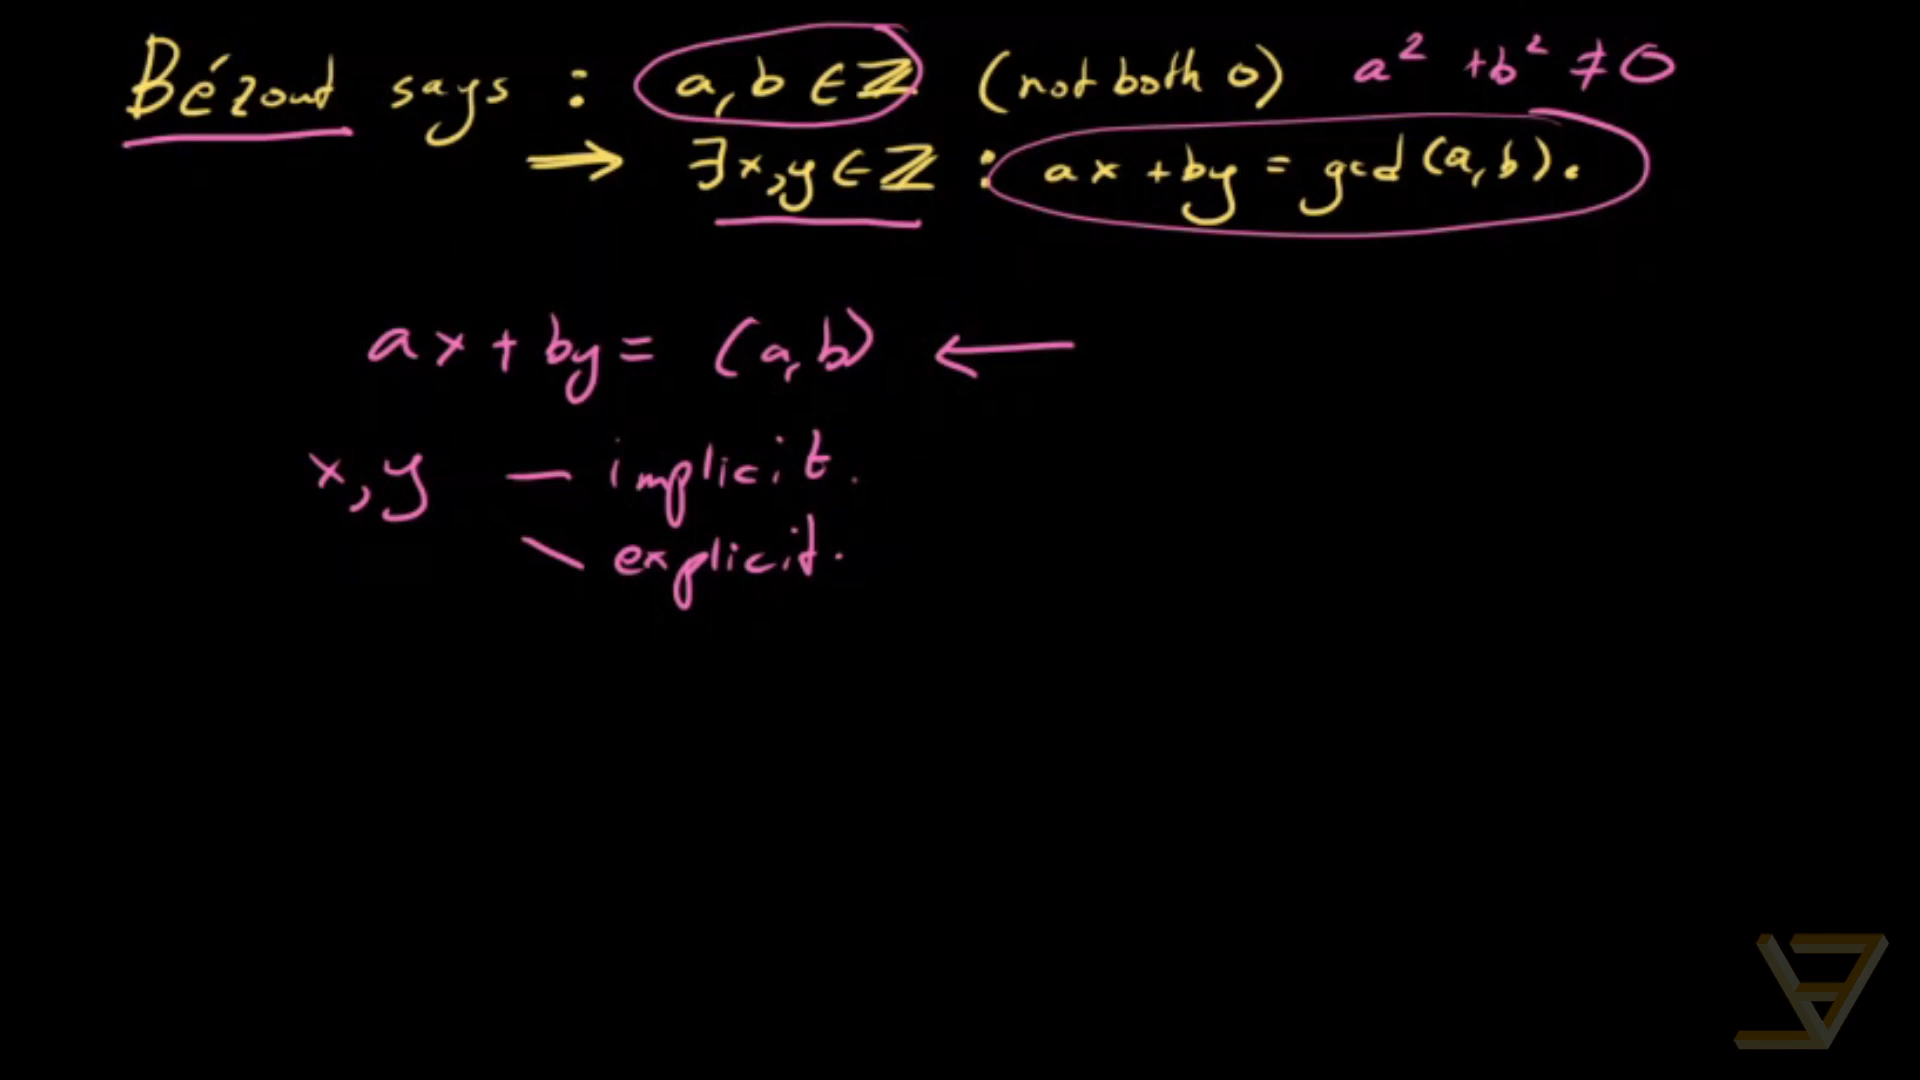 Bézout says : a, b ∈ ℤ (not both 0) a² + b² ≠ 0
⟹ ∃ x, y ∈ ℤ : ax + by = gcd (a, b).
ax + by = (a, b) ←
x, y — implicit.
\ explicit.